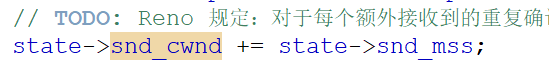 // TODO: Reno 规定：对于每个额外接收到的重复确
state->snd_cwnd += state->snd_mss;